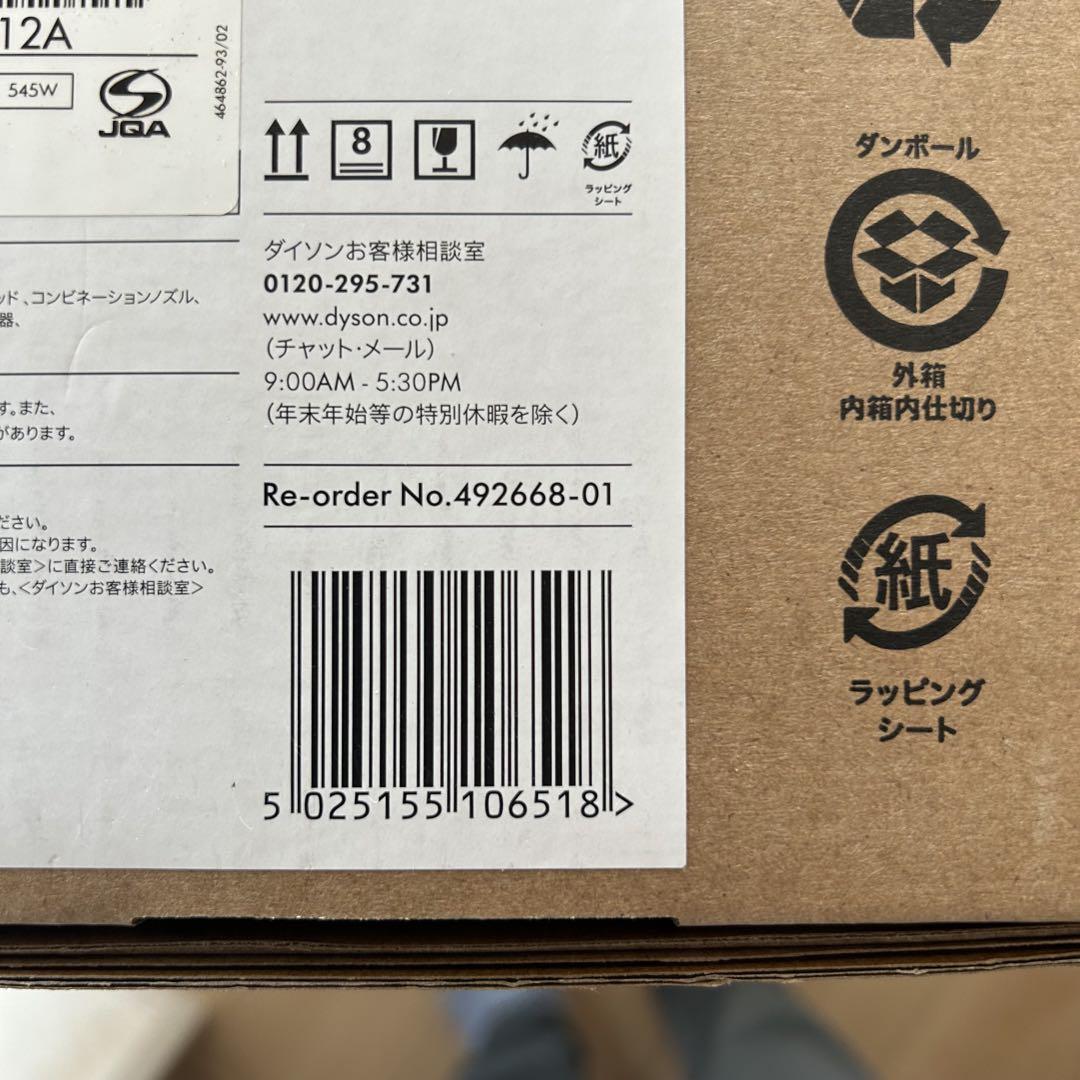 12A
545W
JQA
464862-93/02
8
紙
ラッピング
シート
ッド、コンビネーションノズル、
器、
す。また、
があります。
ださい。
因になります。
談室＞に直接ご連絡ください。
も、＜ダイソンお客様相談室＞
ダイソンお客様相談室
0120-295-731
www.dyson.co.jp
（チャット・メール）
9:00AM - 5:30PM
（年末年始等の特別休暇を除く）
Re-order No.492668-01
5 025155 106518 >
ダンボール
外箱
内箱内仕切り
紙
ラッピング
シート